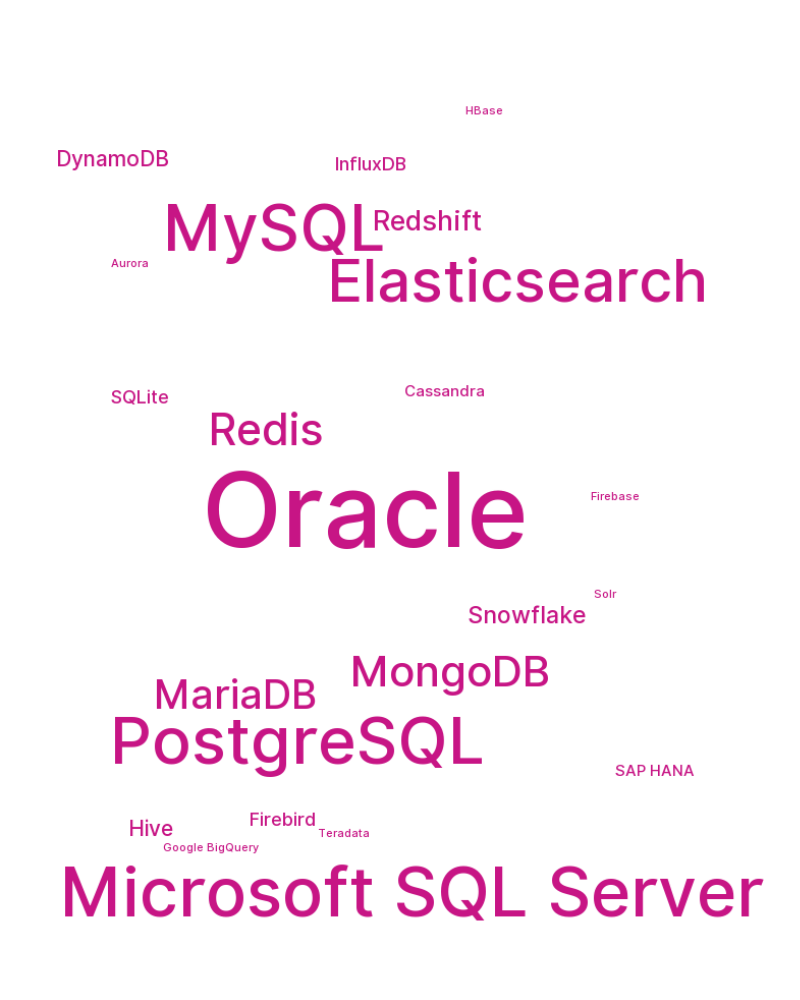 HBase
DynamoDB
InfluxDB
MySQL
Redshift
Aurora
Elasticsearch
SQLite
Cassandra
Redis
Oracle
Firebase
Solr
Snowflake
MongoDB
MariaDB
PostgreSQL
SAP HANA
Hive
Firebird
Teradata
Google BigQuery
Microsoft SQL Server